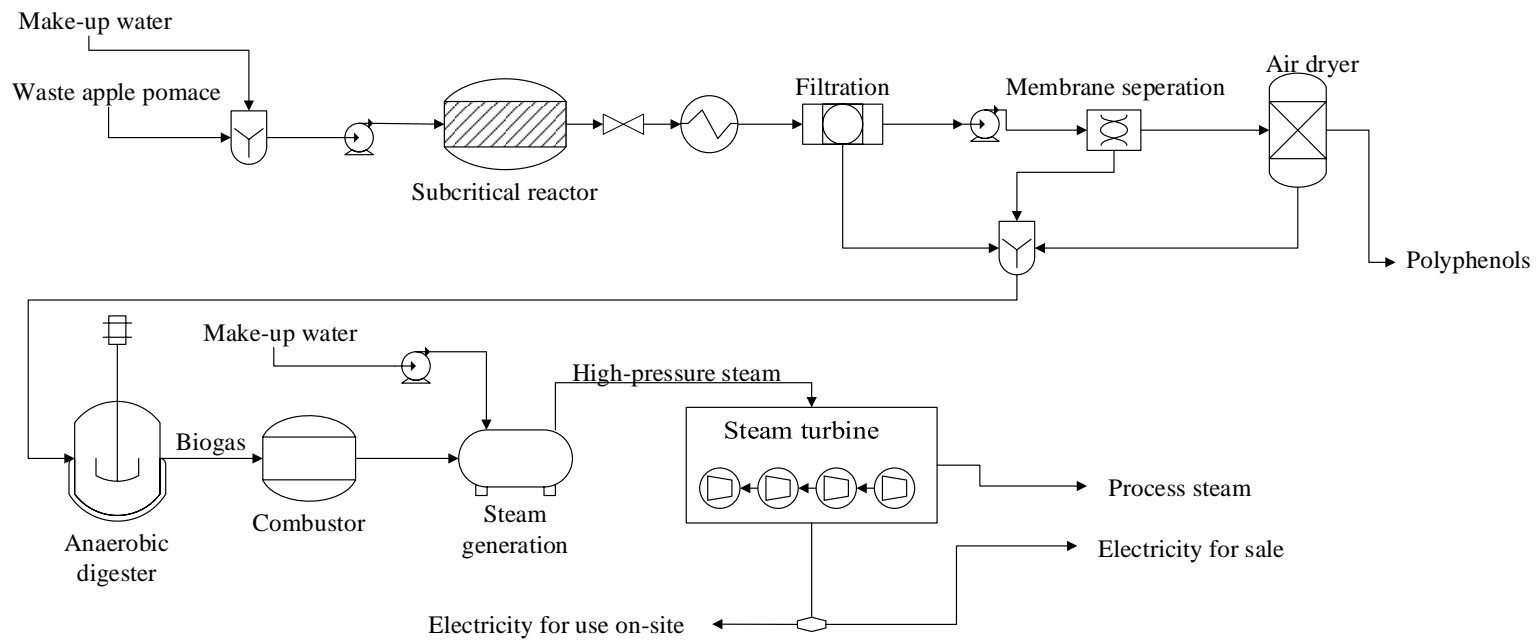 Make-up water
Waste apple pomace
Subcritical reactor
Filtration
Membrane seperation
Air dryer
Polyphenols
Make-up water
High-pressure steam
Biogas
Anaerobic
digester
Combustor
Steam
generation
Steam turbine
Process steam
Electricity for sale
Electricity for use on-site